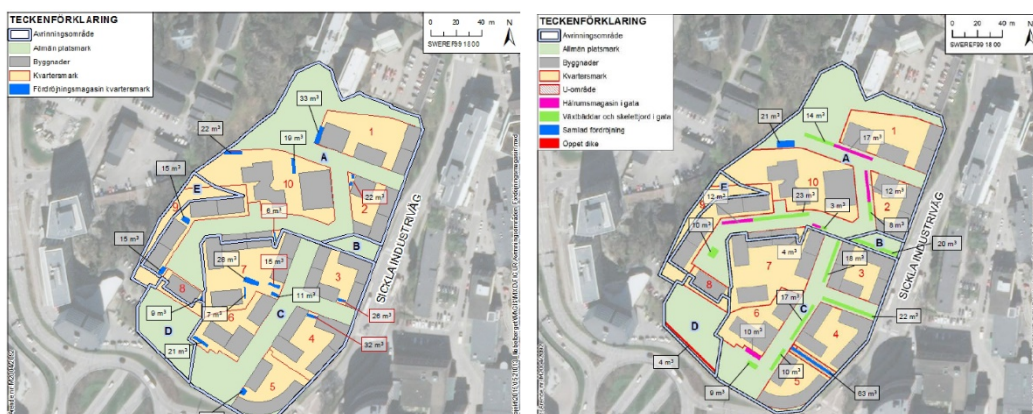 TECKENFÖRKLARING
Avrinningsområde
Allmän platsmark
Byggnader
Kvartersmark
Fördröjningsmagasin kvartersmark
0 20 40 m N
SWEREF99 18 00
33 m³
1
22 m³
19 m³
A
15 m³
E
10
22 m³
2
9
6 m³
B
15 m³
28 m³
7
15 m³
3
SICKLA INDUSTRIVÄG
8
11 m³
9 m³
7 m³
6
C
26 m³
D
4
32 m³
21 m³
5
TECKENFÖRKLARING
Avrinningsområde
Allmän platsmark
Byggnader
Kvartersmark
U-område
Hålrumsmagasin i gata
Växtbäddar och skelettjord i gata
Samlad fördröjning
Öppet dike
0 20 40 m N
SWEREF99 18 00
21 m³
14 m³
1
17 m³
A
E
10
12 m³
23 m³
3 m³
12 m³
2
9
10 m³
8 m³
B
20 m³
4 m³
18 m³
7
3
SICKLA INDUSTRIVÄG
8
17 m³
C
22 m³
D
6
10 m³
4
4 m³
10 m³
5
9 m³
63 m³